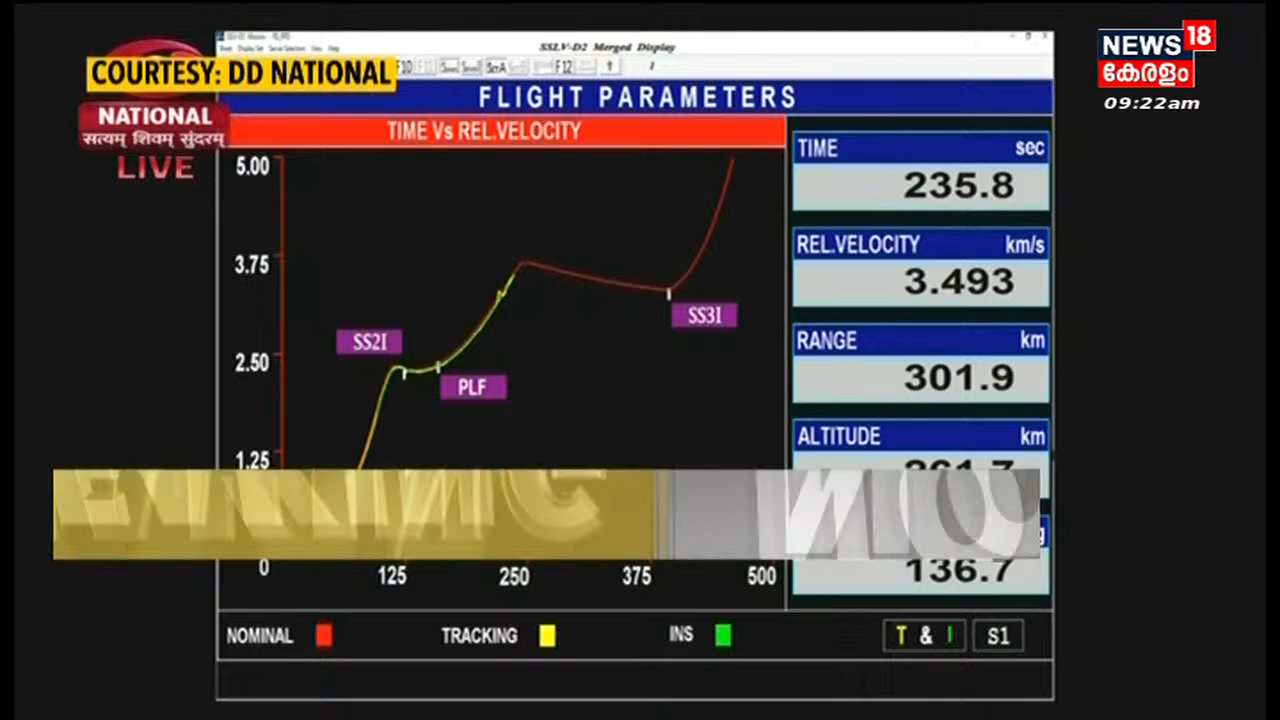 SSLV-D2 Merged Display
COURTESY: DD NATIONAL
NEWS 18
കേരളം
09:22am
NATIONAL
सत्यम् शिवम् सुंदरम्
LIVE
FLIGHT PARAMETERS
TIME Vs REL.VELOCITY
5.00
3.75
2.50
1.25
0
125 250 375 500
SS2I
PLF
SS3I
TIME sec
235.8
REL.VELOCITY km/s
3.493
RANGE km
301.9
ALTITUDE km
136.7
NOMINAL TRACKING INS T & I S1